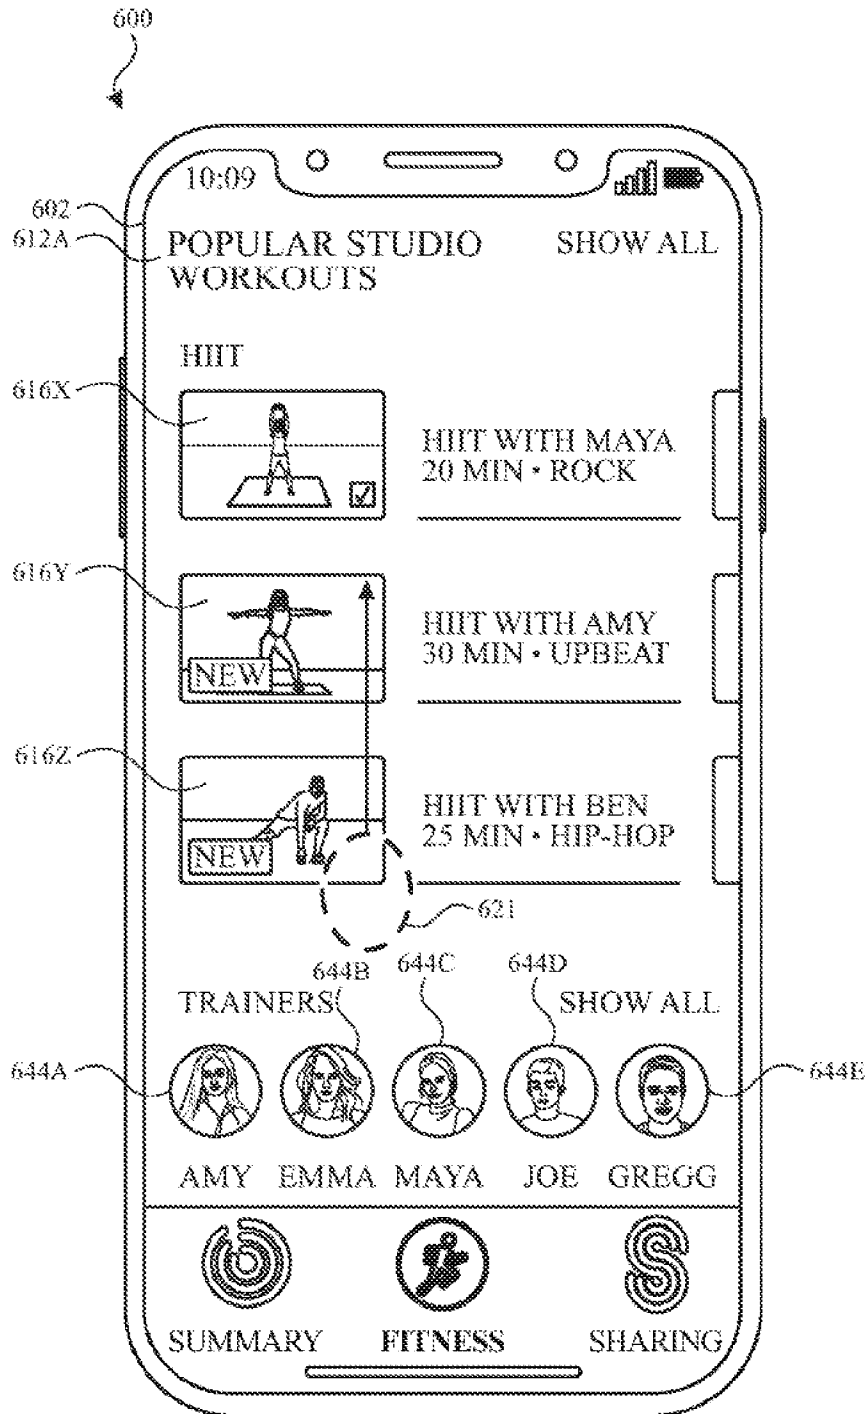 600
10:09
602
612A
POPULAR STUDIO
WORKOUTS
SHOW ALL
HIIT
616X
HIIT WITH MAYA
20 MIN • ROCK
616Y
NEW
HIIT WITH AMY
30 MIN • UPBEAT
616Z
NEW
HIIT WITH BEN
25 MIN • HIP-HOP
621
644B
644C
644D
TRAINERS
SHOW ALL
644A
644E
AMY
EMMA
MAYA
JOE
GREGG
SUMMARY
FITNESS
SHARING